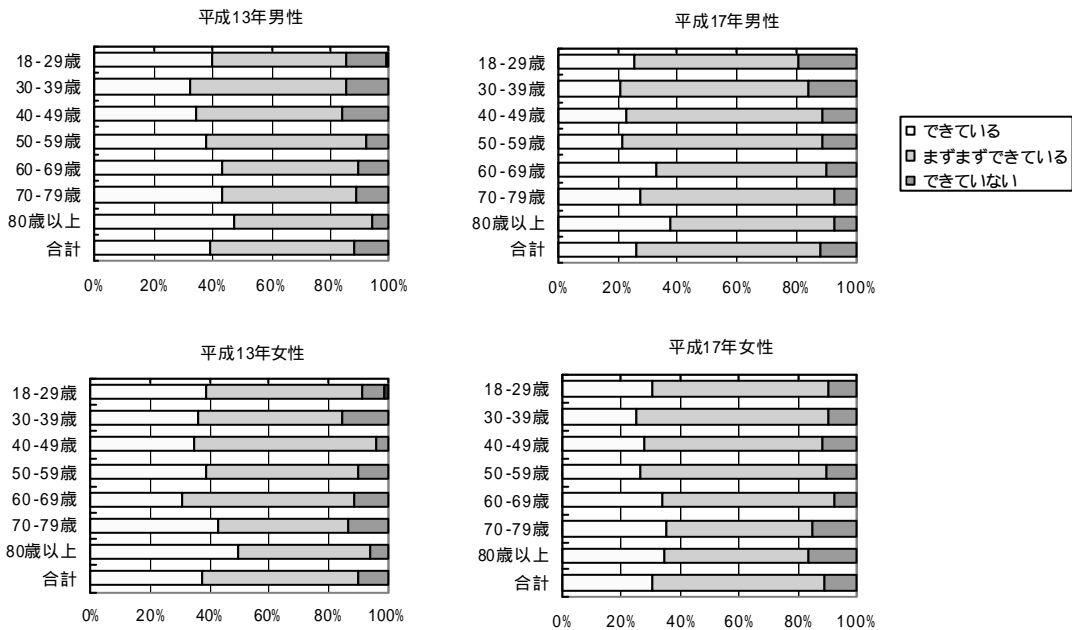 平成13年男性
18-29歳
30-39歳
40-49歳
50-59歳
60-69歳
70-79歳
80歳以上
合計
0% 20% 40% 60% 80% 100%
平成17年男性
18-29歳
30-39歳
40-49歳
50-59歳
60-69歳
70-79歳
80歳以上
合計
0% 20% 40% 60% 80% 100%
できている
まずまずできている
できていない
平成13年女性
18-29歳
30-39歳
40-49歳
50-59歳
60-69歳
70-79歳
80歳以上
合計
0% 20% 40% 60% 80% 100%
平成17年女性
18-29歳
30-39歳
40-49歳
50-59歳
60-69歳
70-79歳
80歳以上
合計
0% 20% 40% 60% 80% 100%